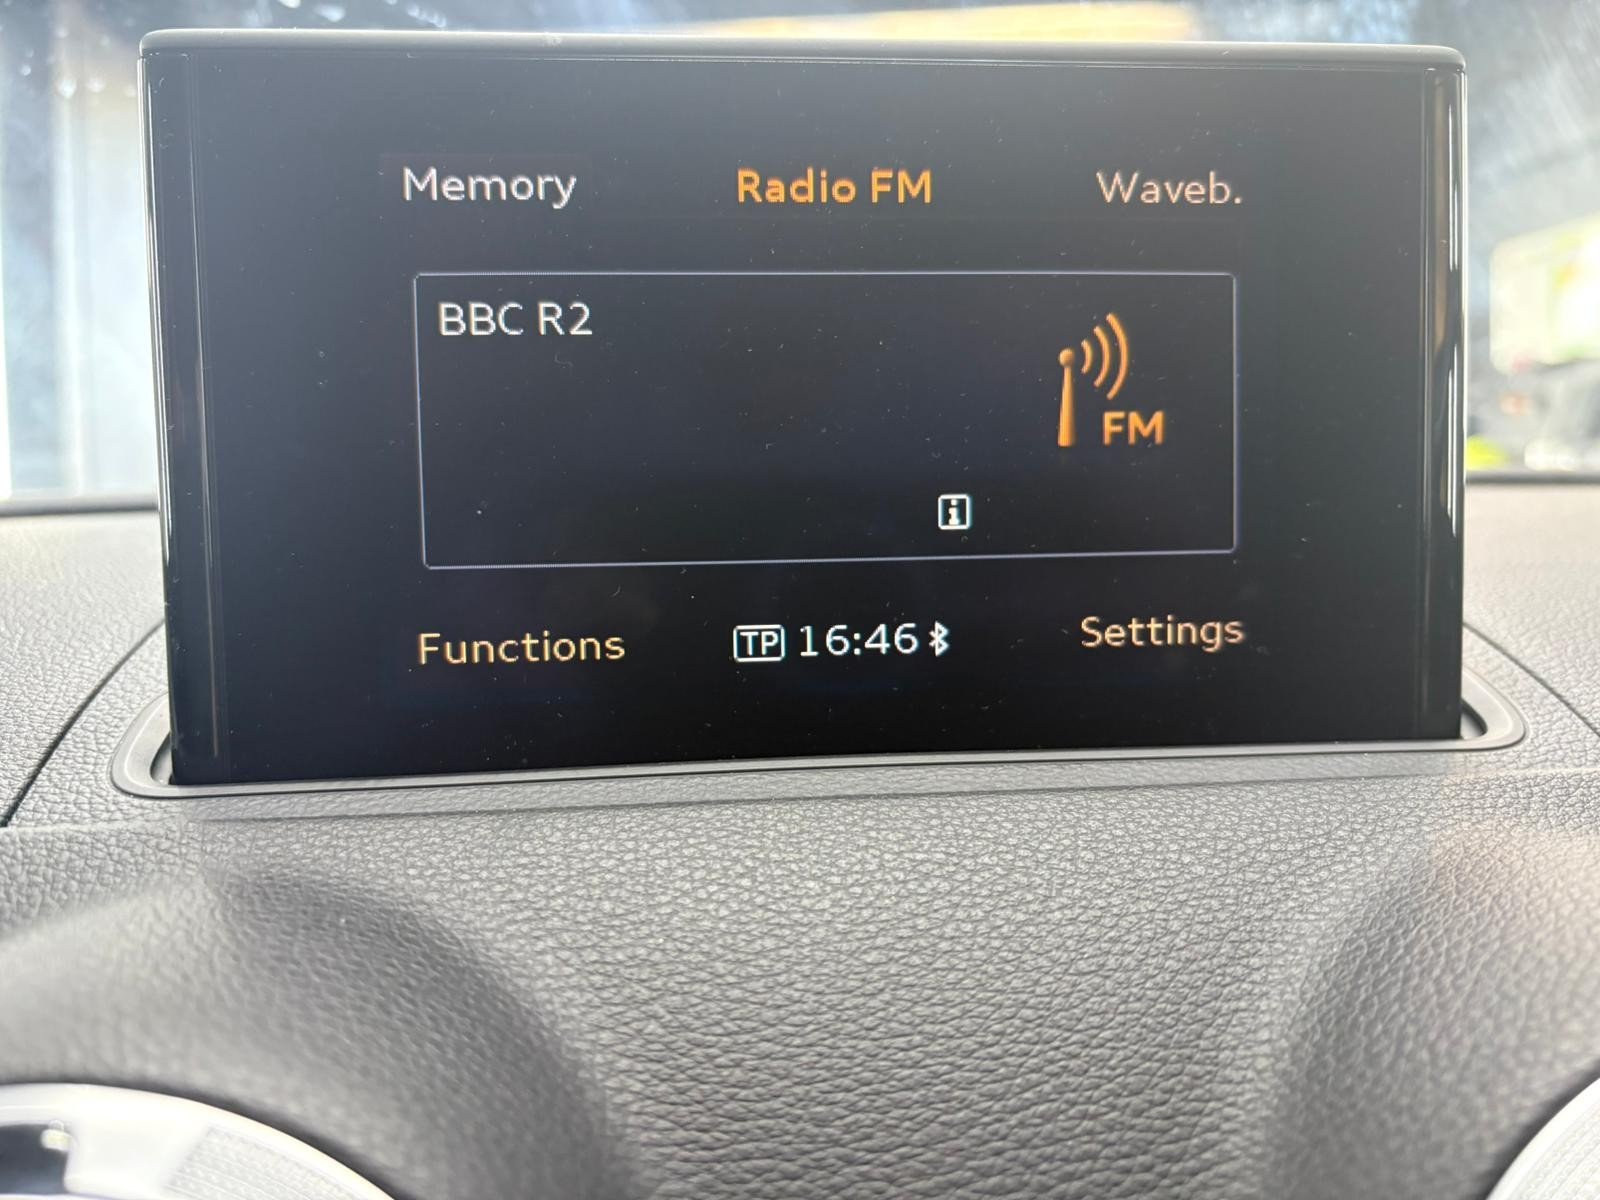 Memory Radio FM Waveb.
BBC R2
FM
i
Functions TP 16:46 Settings